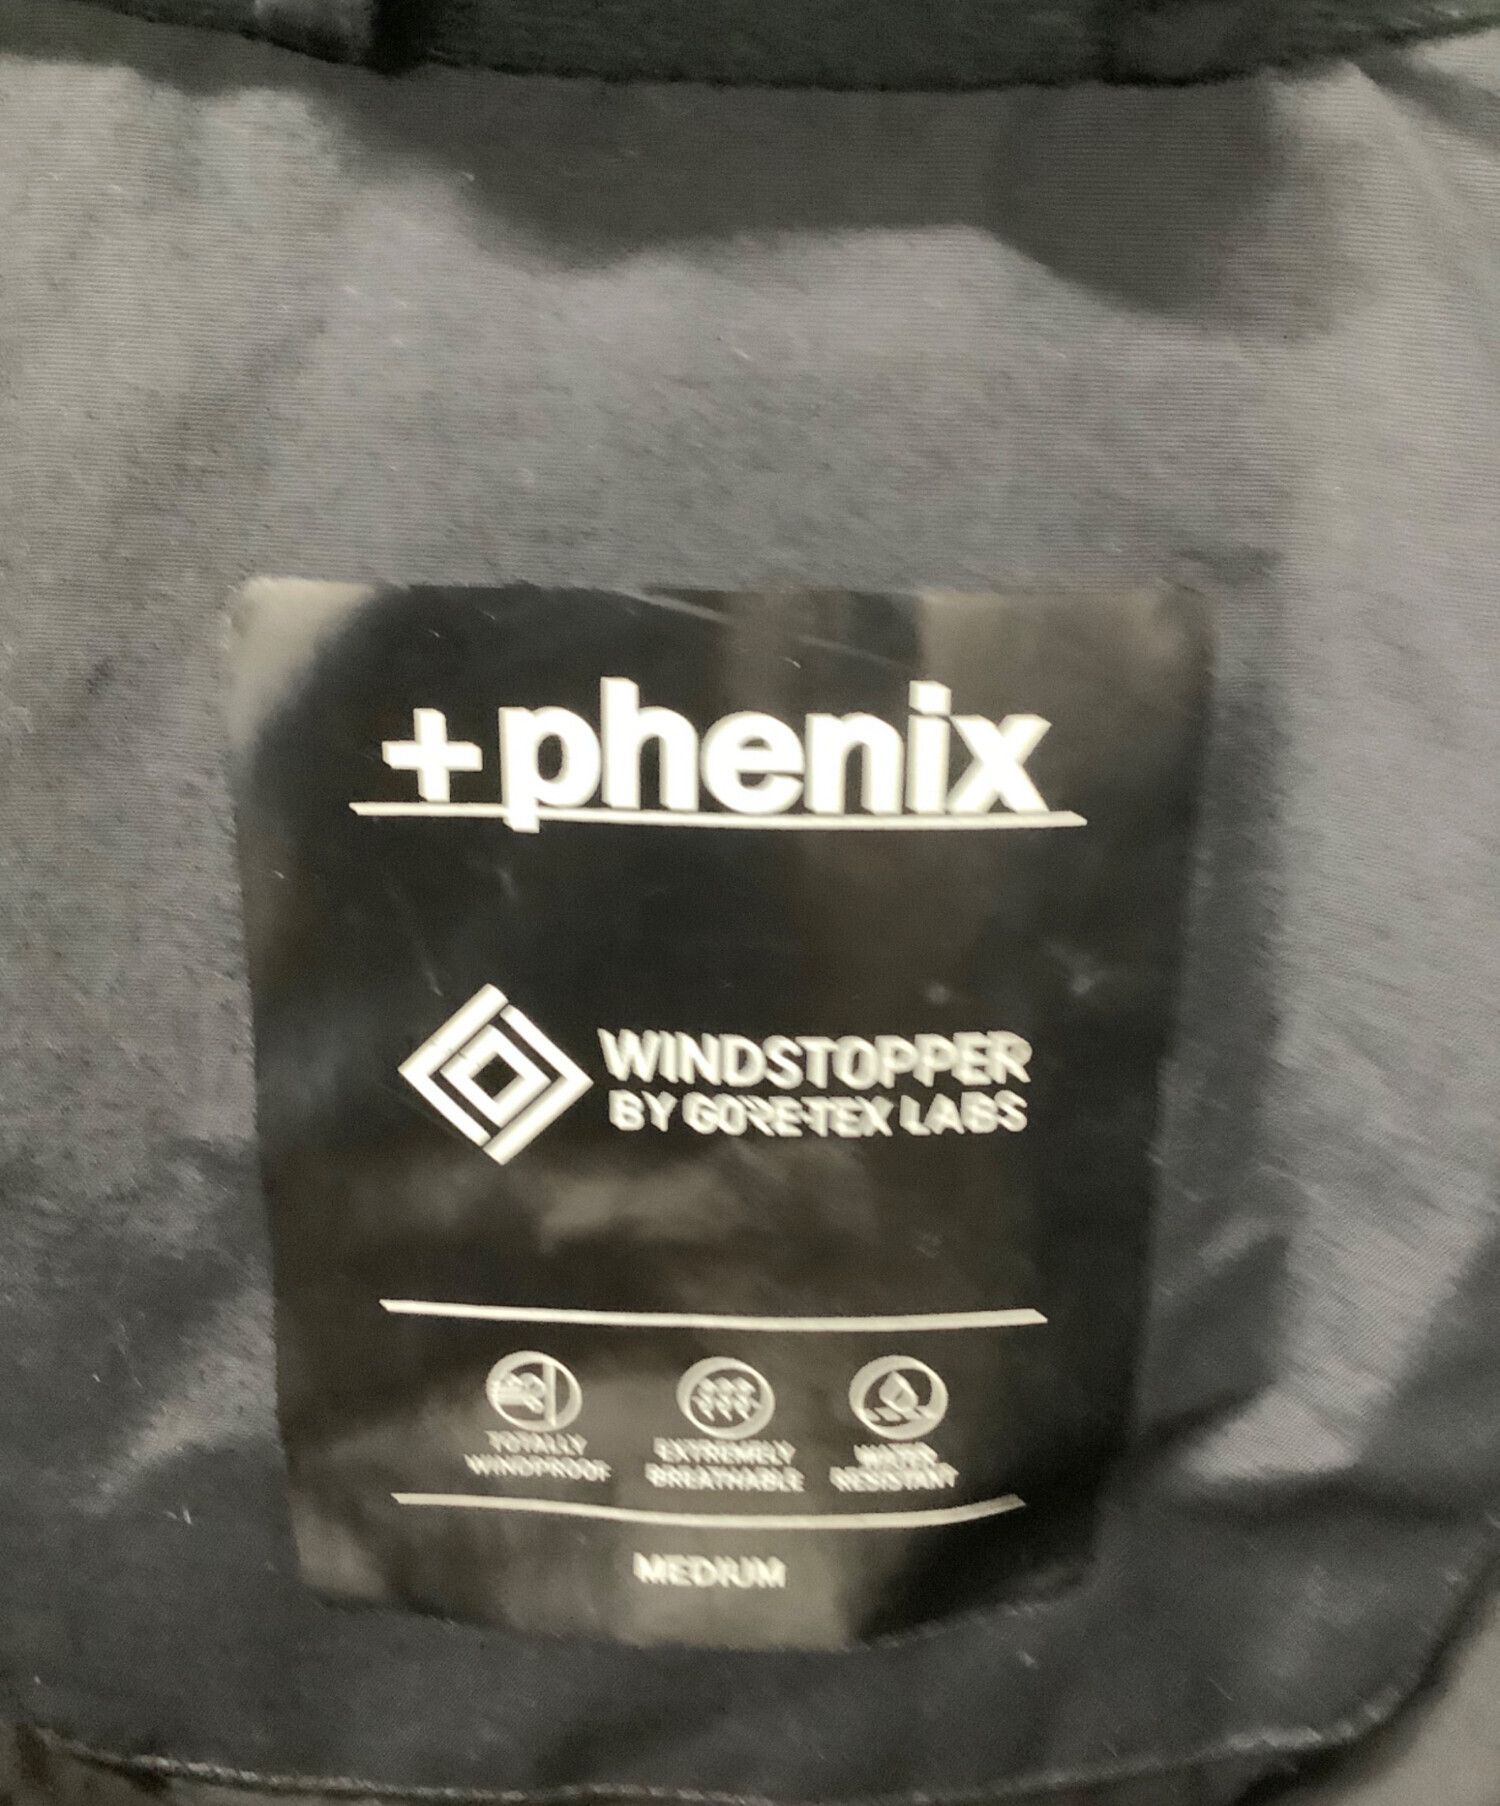 +phenix
WINDSTOPPER
BY GORE-TEX LABS
TOTALLY
WINDPROOF
EXTREMELY
BREATHABLE
WATER
RESISTANT
MEDIUM